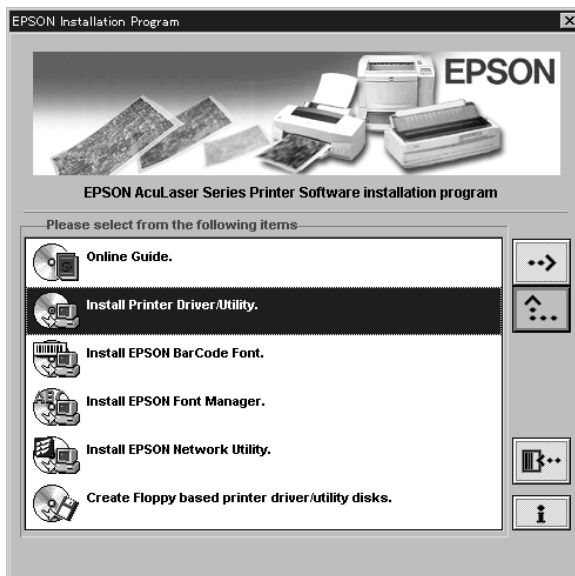 EPSON Installation Program
EPSON
EPSON AcuLaser Series Printer Software installation program
Please select from the following items
Online Guide.
Install Printer Driver/Utility.
Install EPSON BarCode Font.
Install EPSON Font Manager.
Install EPSON Network Utility.
Create Floppy based printer driver/utility disks.